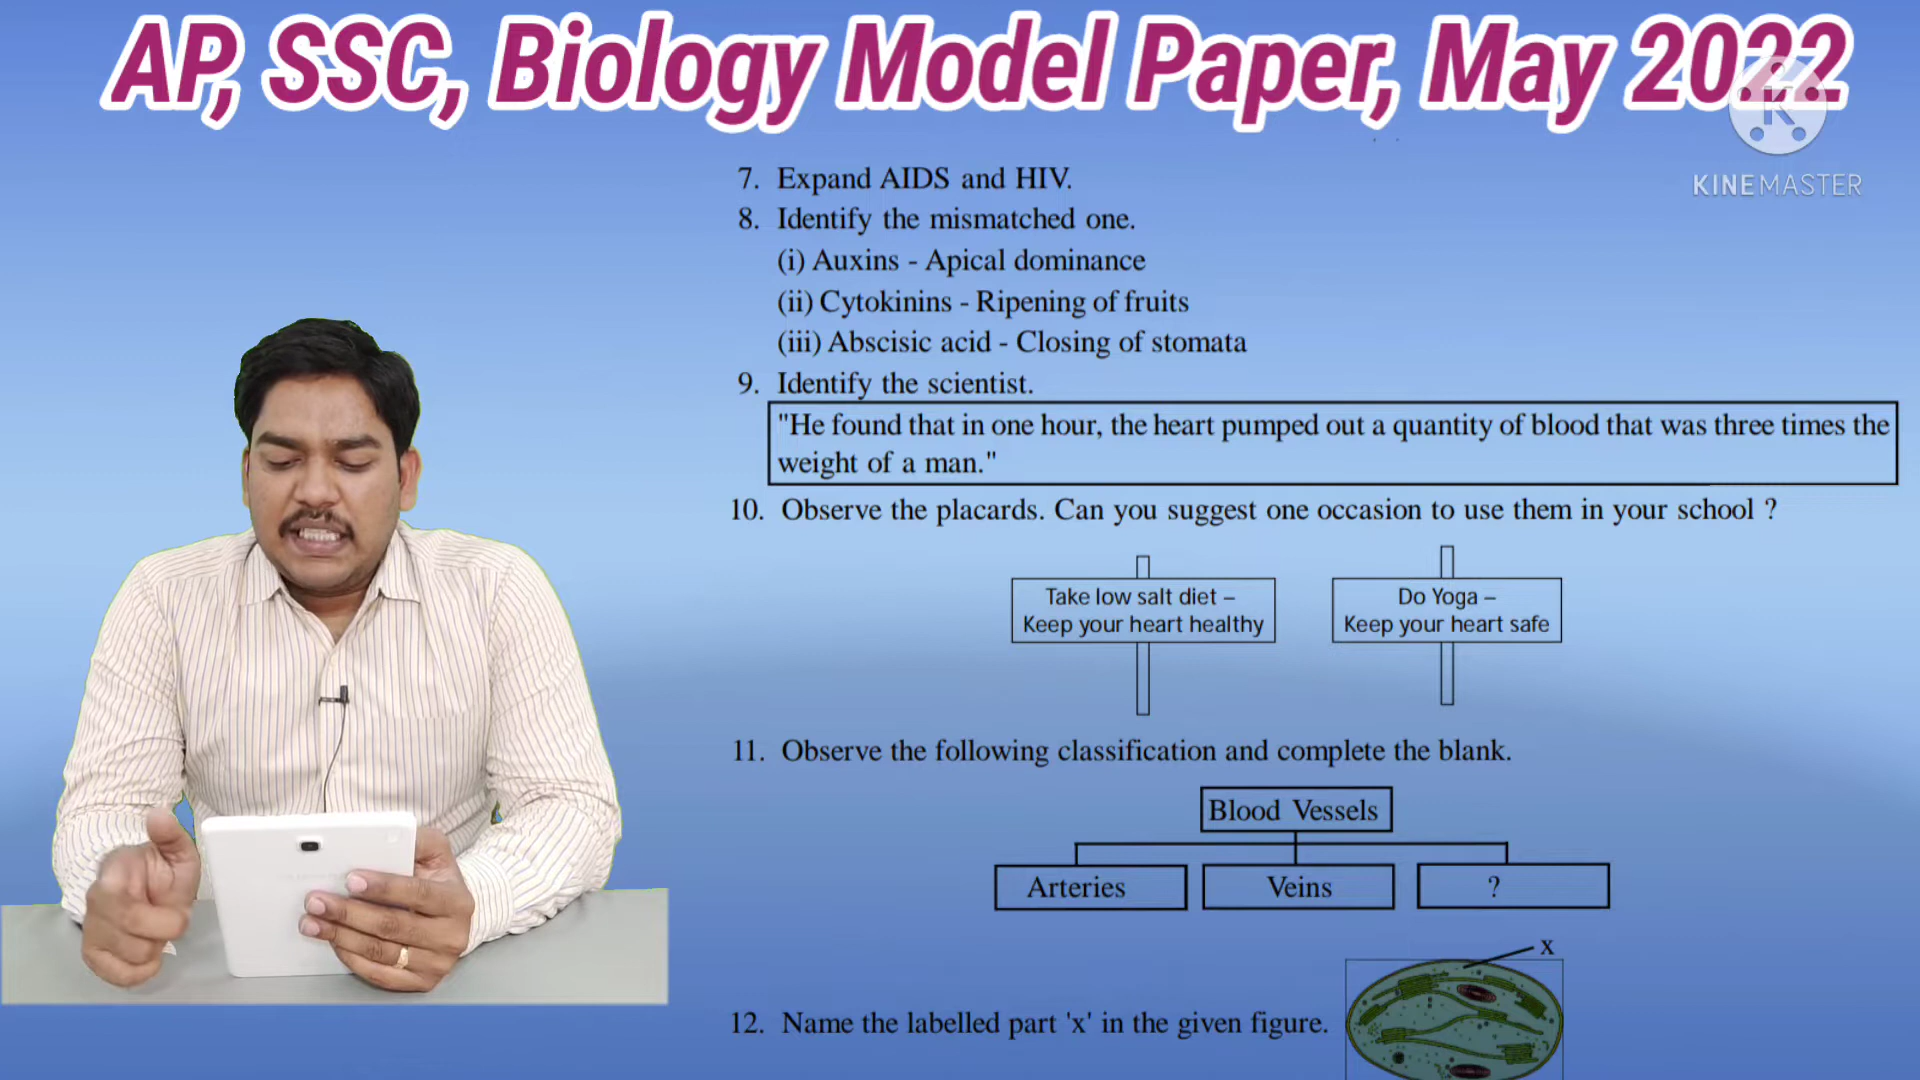 AP, SSC, Biology Model Paper, May 2022
KINEMASTER
7. Expand AIDS and HIV.
8. Identify the mismatched one.
(i) Auxins - Apical dominance
(ii) Cytokinins - Ripening of fruits
(iii) Abscisic acid - Closing of stomata
9. Identify the scientist.
"He found that in one hour, the heart pumped out a quantity of blood that was three times the
weight of a man."
10. Observe the placards. Can you suggest one occasion to use them in your school ?
Take low salt diet –
Keep your heart healthy
Do Yoga –
Keep your heart safe
11. Observe the following classification and complete the blank.
Blood Vessels
Arteries
Veins
?
x
12. Name the labelled part 'x' in the given figure.